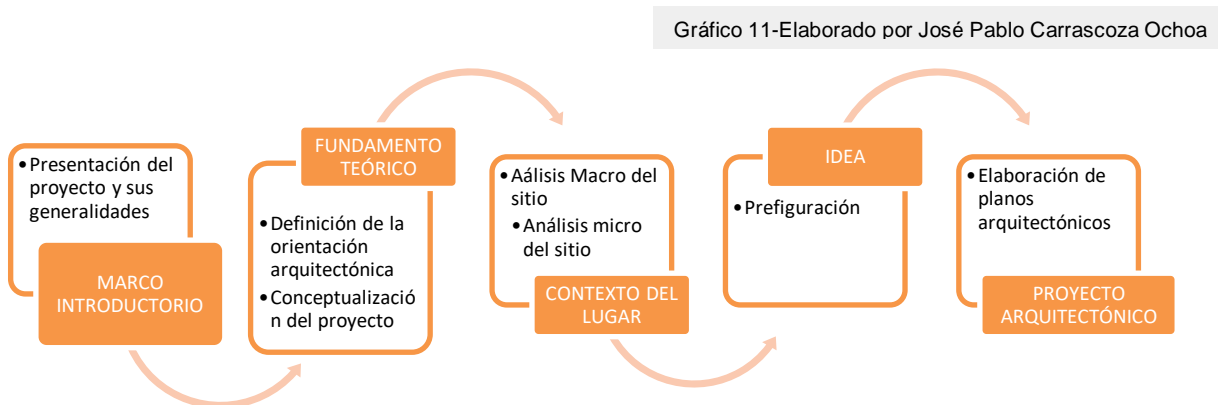 Gráfico 11-Elaborado por José Pablo Carrascoza Ochoa
•Presentación del
proyecto y sus
generalidades
MARCO
INTRODUCTORIO
FUNDAMENTO
TEÓRICO
•Definición de la
orientación
arquitectónica
•Conceptualizació
n del proyecto
•Aálisis Macro del
sitio
•Análisis micro
del sitio
CONTEXTO DEL
LUGAR
IDEA
•Prefiguración
•Elaboración de
planos
arquitectónicos
PROYECTO
ARQUITECTÓNICO